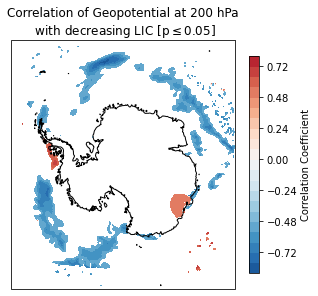 Correlation of Geopotential at 200 hPa
with decreasing LIC [p ≤ 0.05]
0.72
0.48
0.24
0.00
−0.24
−0.48
−0.72
Correlation Coefficient